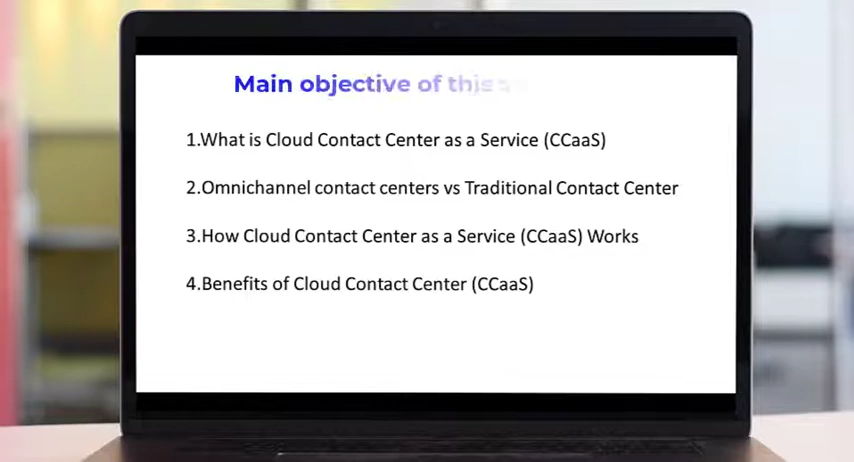 Main objective of this
1.What is Cloud Contact Center as a Service (CCaaS)
2.Omnichannel contact centers vs Traditional Contact Center
3.How Cloud Contact Center as a Service (CCaaS) Works
4.Benefits of Cloud Contact Center (CCaaS)